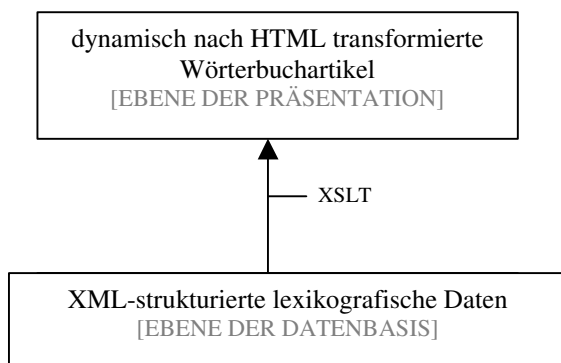 dynamisch nach HTML transformierte
Wörterbuchartikel
[EBENE DER PRÄSENTATION]
XSLT
XML-strukturierte lexikografische Daten
[EBENE DER DATENBASIS]